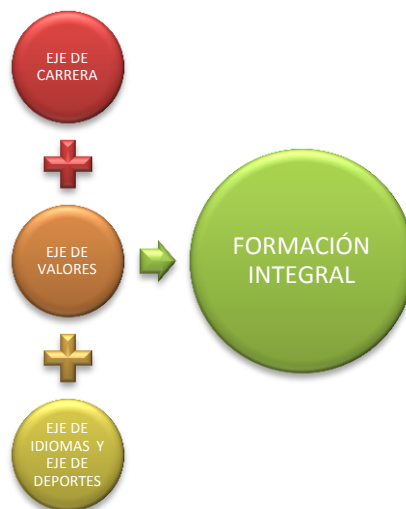 EJE DE
CARRERA
EJE DE
VALORES
EJE DE
IDIOMAS Y
EJE DE
DEPORTES
FORMACIÓN
INTEGRAL